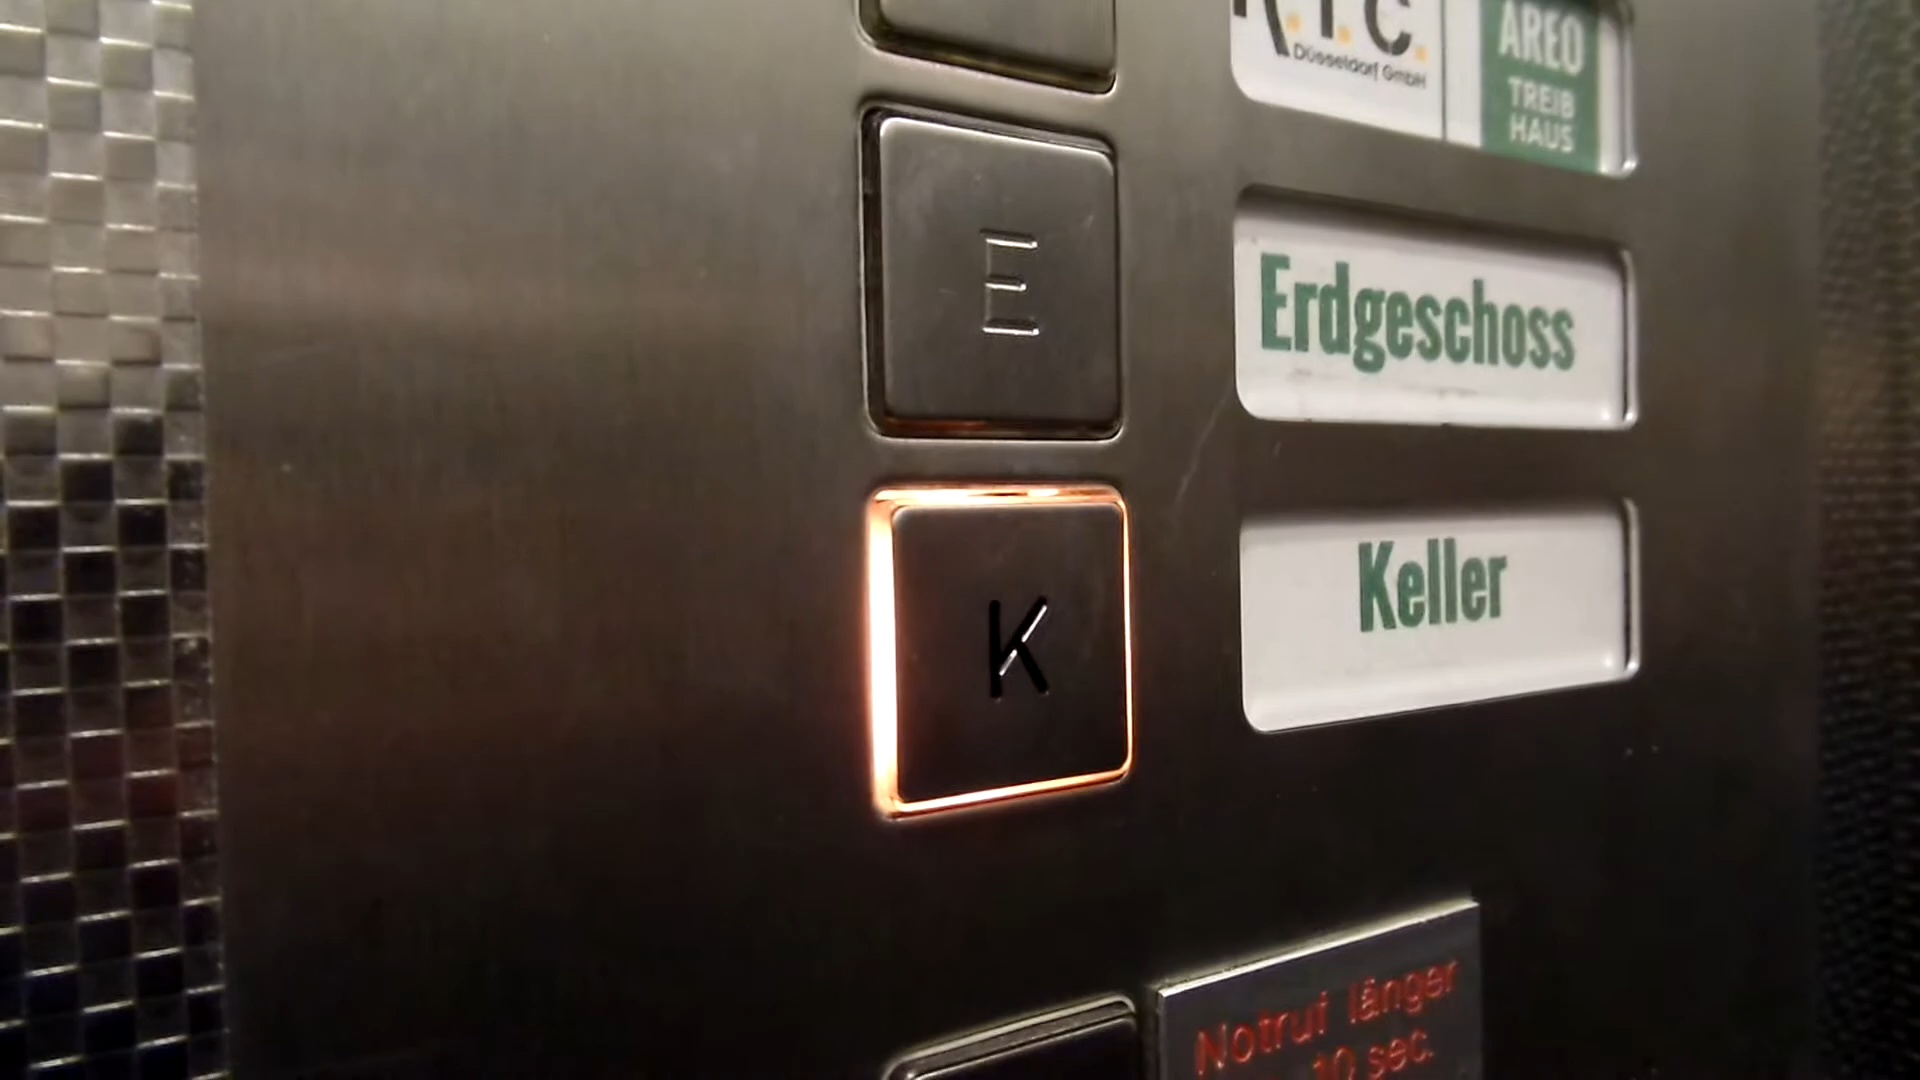 Düsseldorf GmbH
AREO
TREIB
HAUS
E
Erdgeschoss
K
Keller
Notruf länger
10 sec.